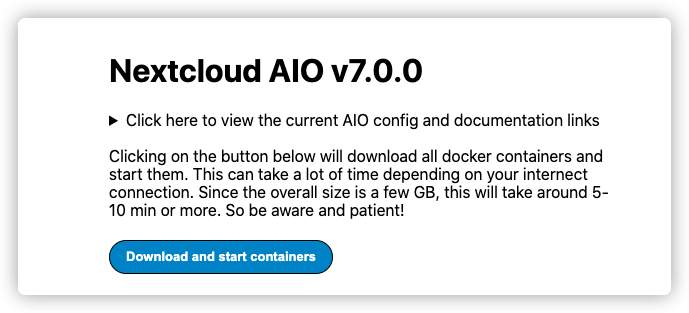 Nextcloud AIO v7.0.0
Click here to view the current AIO config and documentation links
Clicking on the button below will download all docker containers and
start them. This can take a lot of time depending on your internect
connection. Since the overall size is a few GB, this will take around 5-
10 min or more. So be aware and patient!
Download and start containers